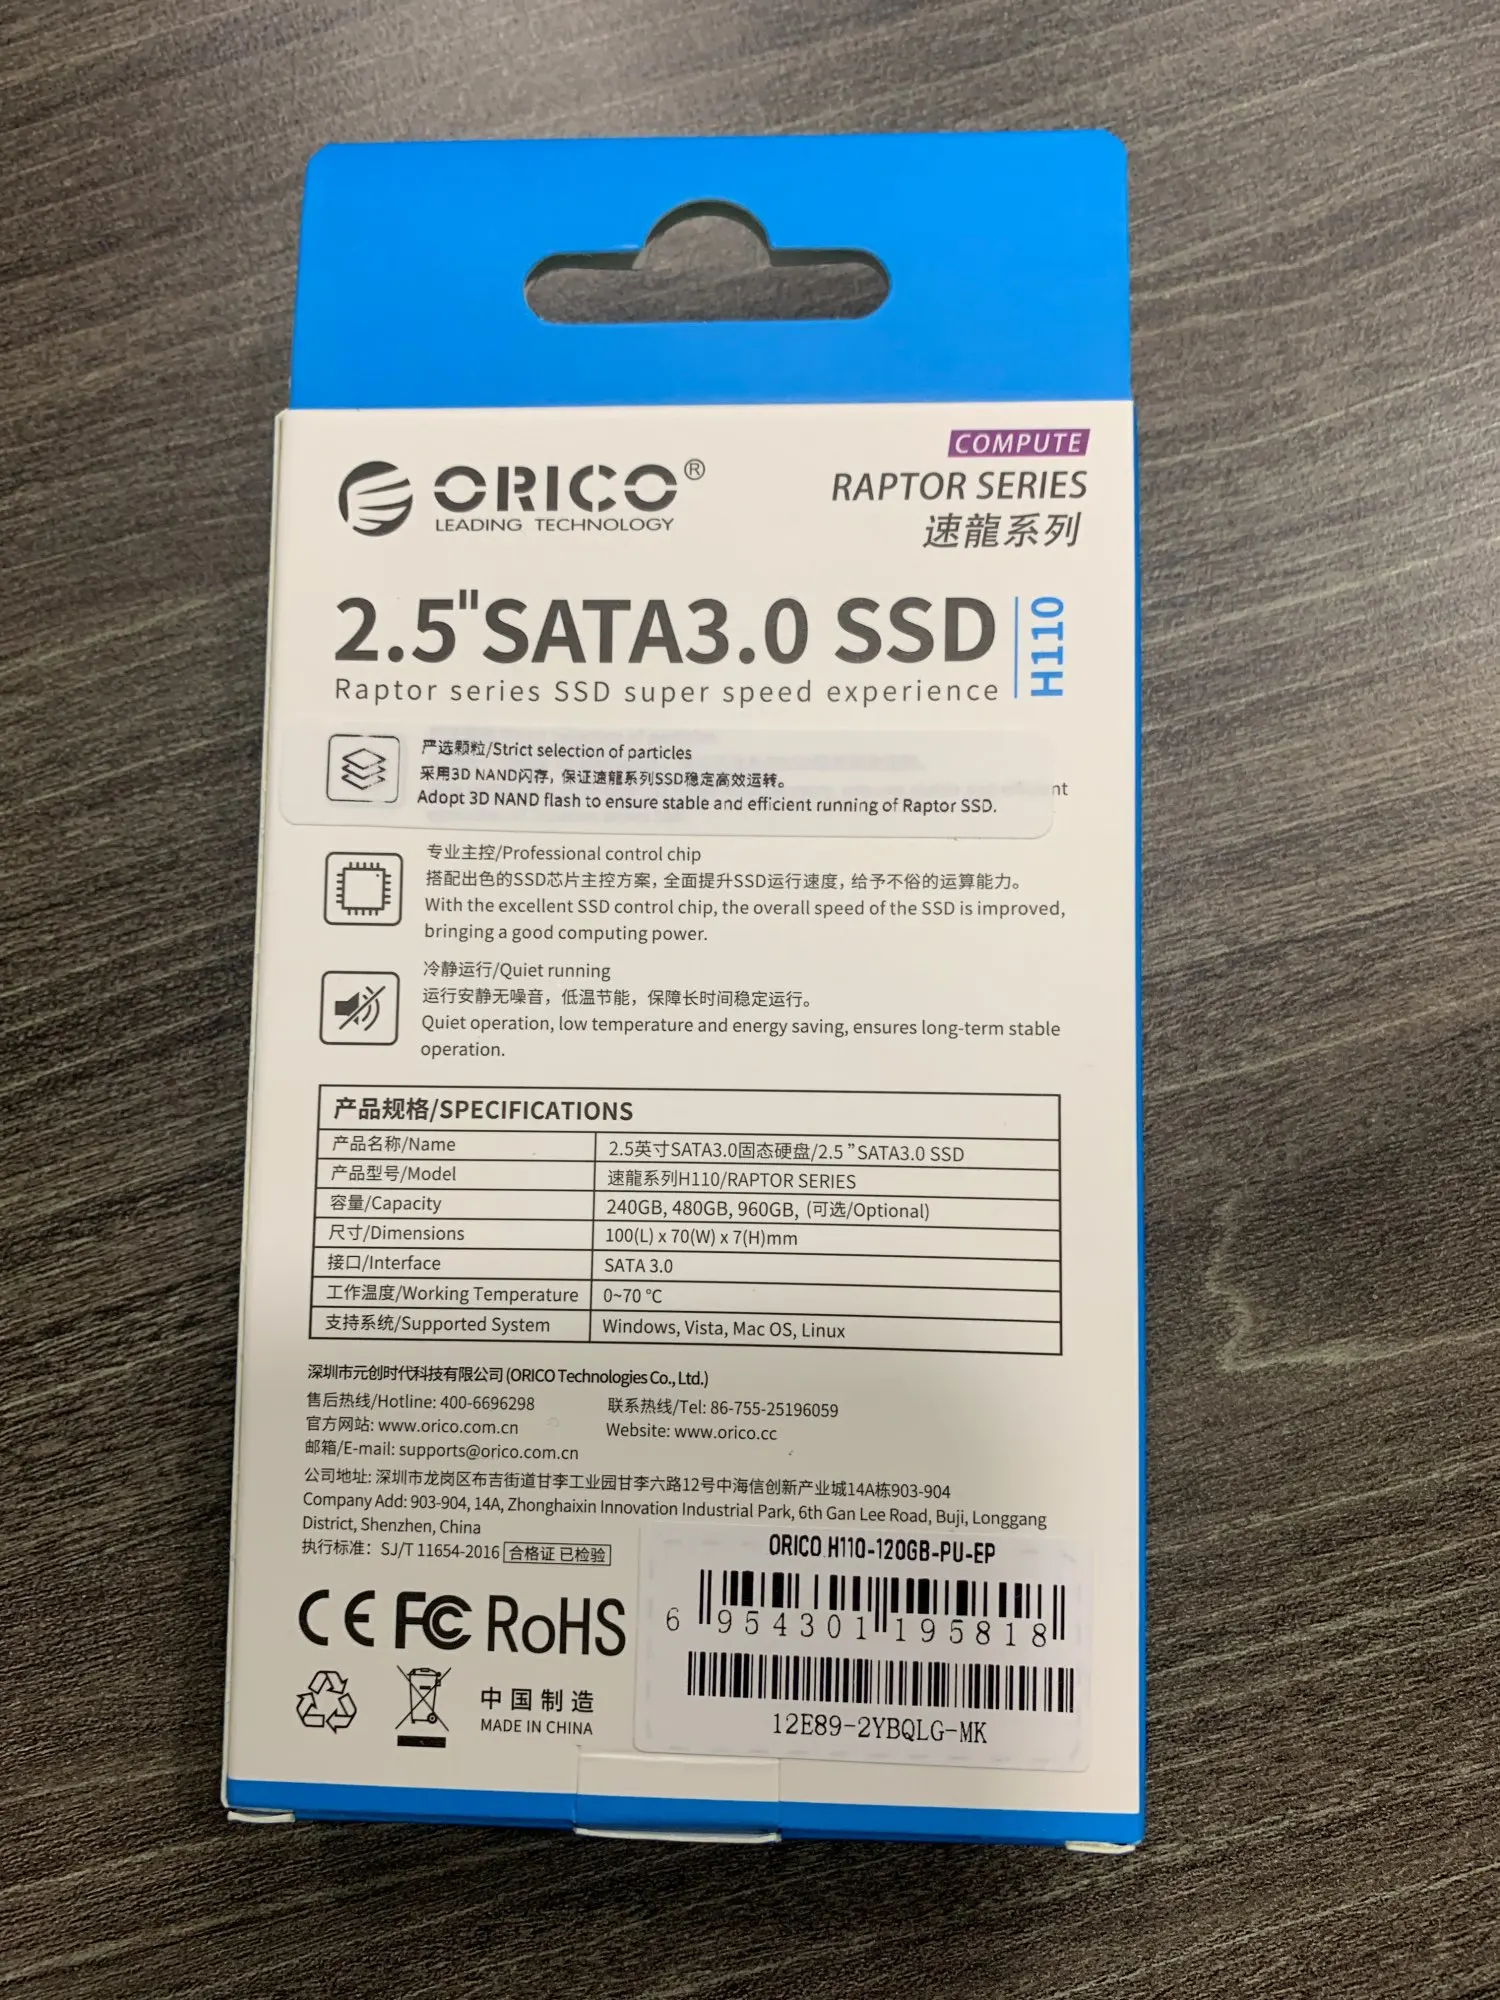 COMPUTE
ORICO®
LEADING TECHNOLOGY
RAPTOR SERIES
速龍系列
2.5"SATA3.0 SSD
H110
Raptor series SSD super speed experience
严选颗粒/Strict selection of particles
采用3D NAND闪存，保证速龍系列SSD稳定高效运转。
Adopt 3D NAND flash to ensure stable and efficient running of Raptor SSD.
专业主控/Professional control chip
搭配出色的SSD芯片主控方案，全面提升SSD运行速度，给予不俗的运算能力。
With the excellent SSD control chip, the overall speed of the SSD is improved,
bringing a good computing power.
冷静运行/Quiet running
运行安静无噪音，低温节能，保障长时间稳定运行。
Quiet operation, low temperature and energy saving, ensures long-term stable
operation.
产品规格/SPECIFICATIONS
产品名称/Name 2.5英寸SATA3.0固态硬盘/2.5 ” SATA3.0 SSD
产品型号/Model 速龍系列H110/RAPTOR SERIES
容量/Capacity 240GB, 480GB, 960GB, (可选/Optional)
尺寸/Dimensions 100(L) x 70(W) x 7(H)mm
接口/Interface SATA 3.0
工作温度/Working Temperature 0~70 °C
支持系统/Supported System Windows, Vista, Mac OS, Linux
深圳市元创时代科技有限公司 (ORICO Technologies Co., Ltd.)
售后热线/Hotline: 400-6696298 联系热线/Tel: 86-755-25196059
官方网站: www.orico.com.cn Website: www.orico.cc
邮箱/E-mail: supports@orico.com.cn
公司地址: 深圳市龙岗区布吉街道甘李工业园甘李六路12号中海信创新产业城14A栋903-904
Company Add: 903-904, 14A, Zhonghaixin Innovation Industrial Park, 6th Gan Lee Road, Buji, Longgang
District, Shenzhen, China
执行标准：SJ/T 11654-2016 合格证 已检验
ORICO H110-120GB-PU-EP
6 954301 195818
12E89-2YBQLG-MK
CE FC RoHS
中国制造
MADE IN CHINA